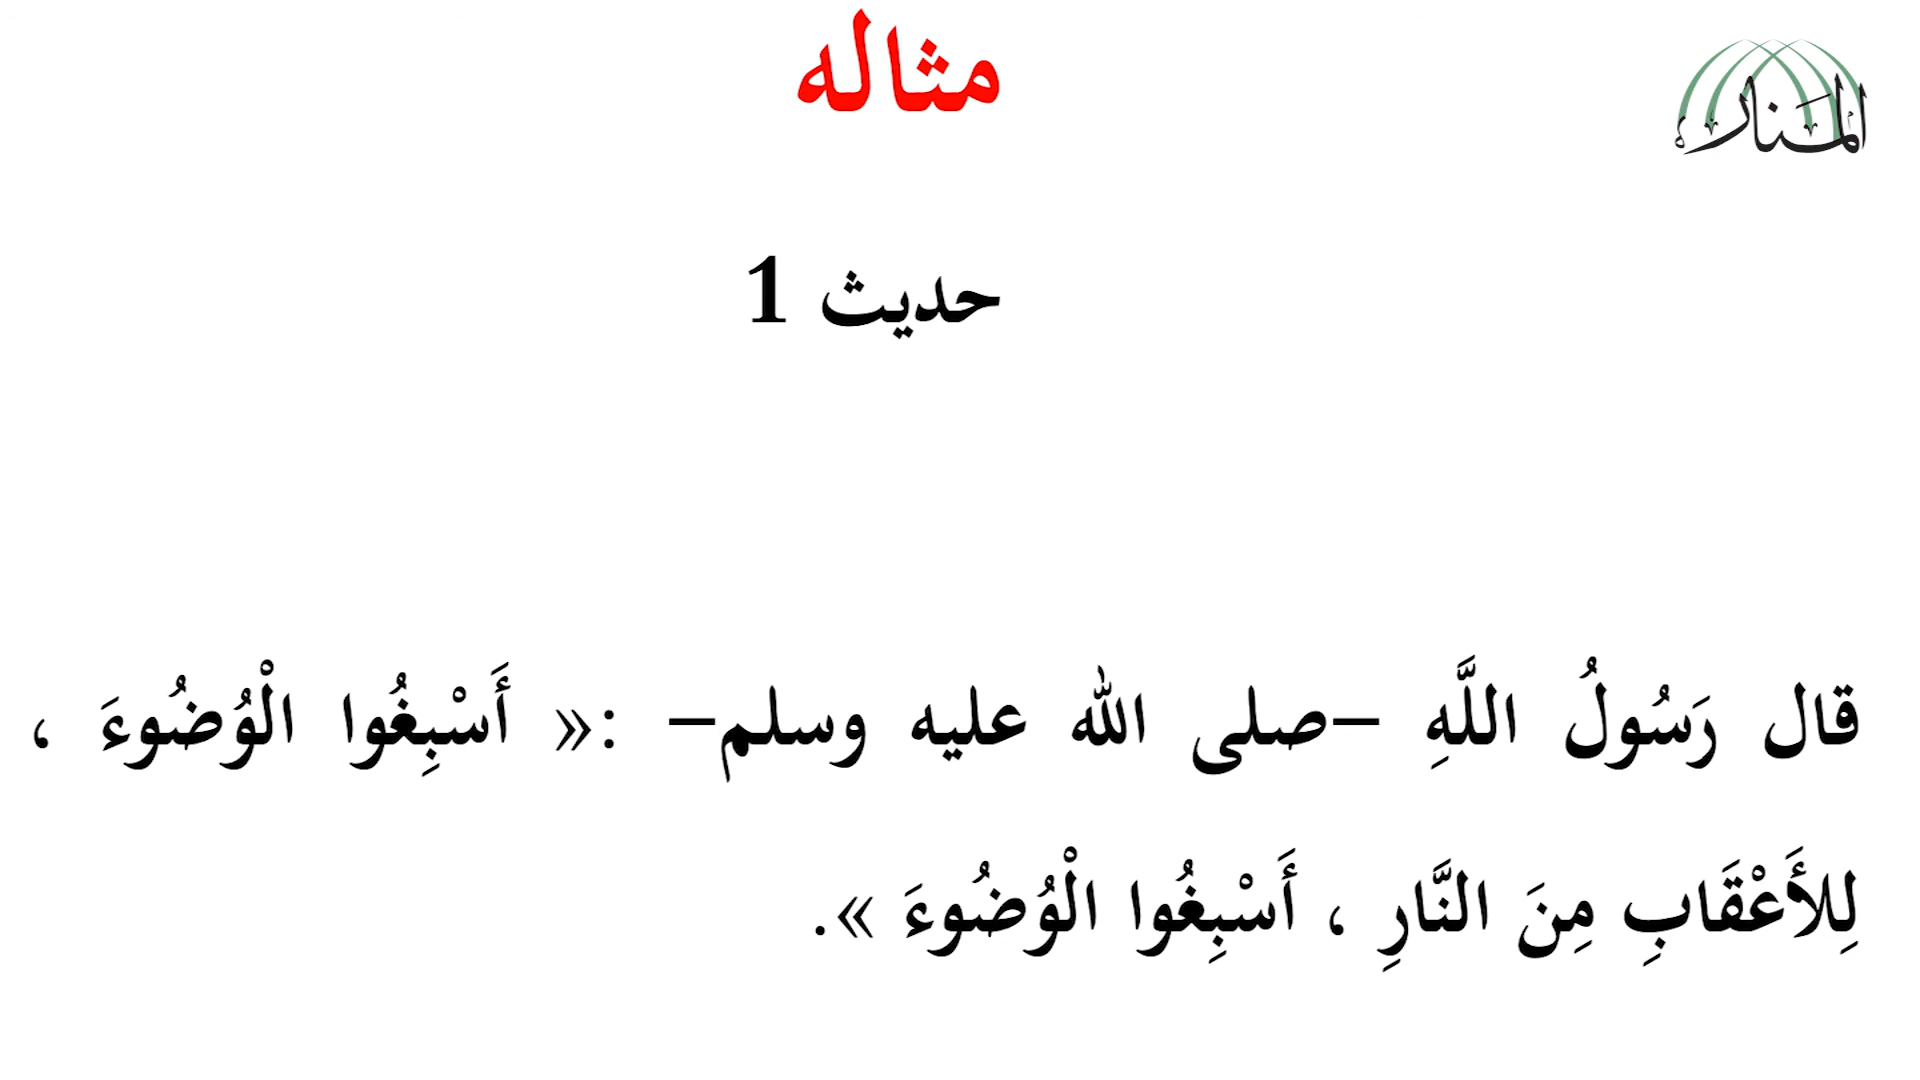 مثاله
المنارة
حديث 1
قال رَسُولُ اللَّهِ –صلى الله عليه وسلم– :« أَسْبِغُوا الْوُضُوءَ ،
لِلأَعْقَابِ مِنَ النَّارِ ، أَسْبِغُوا الْوُضُوءَ ».